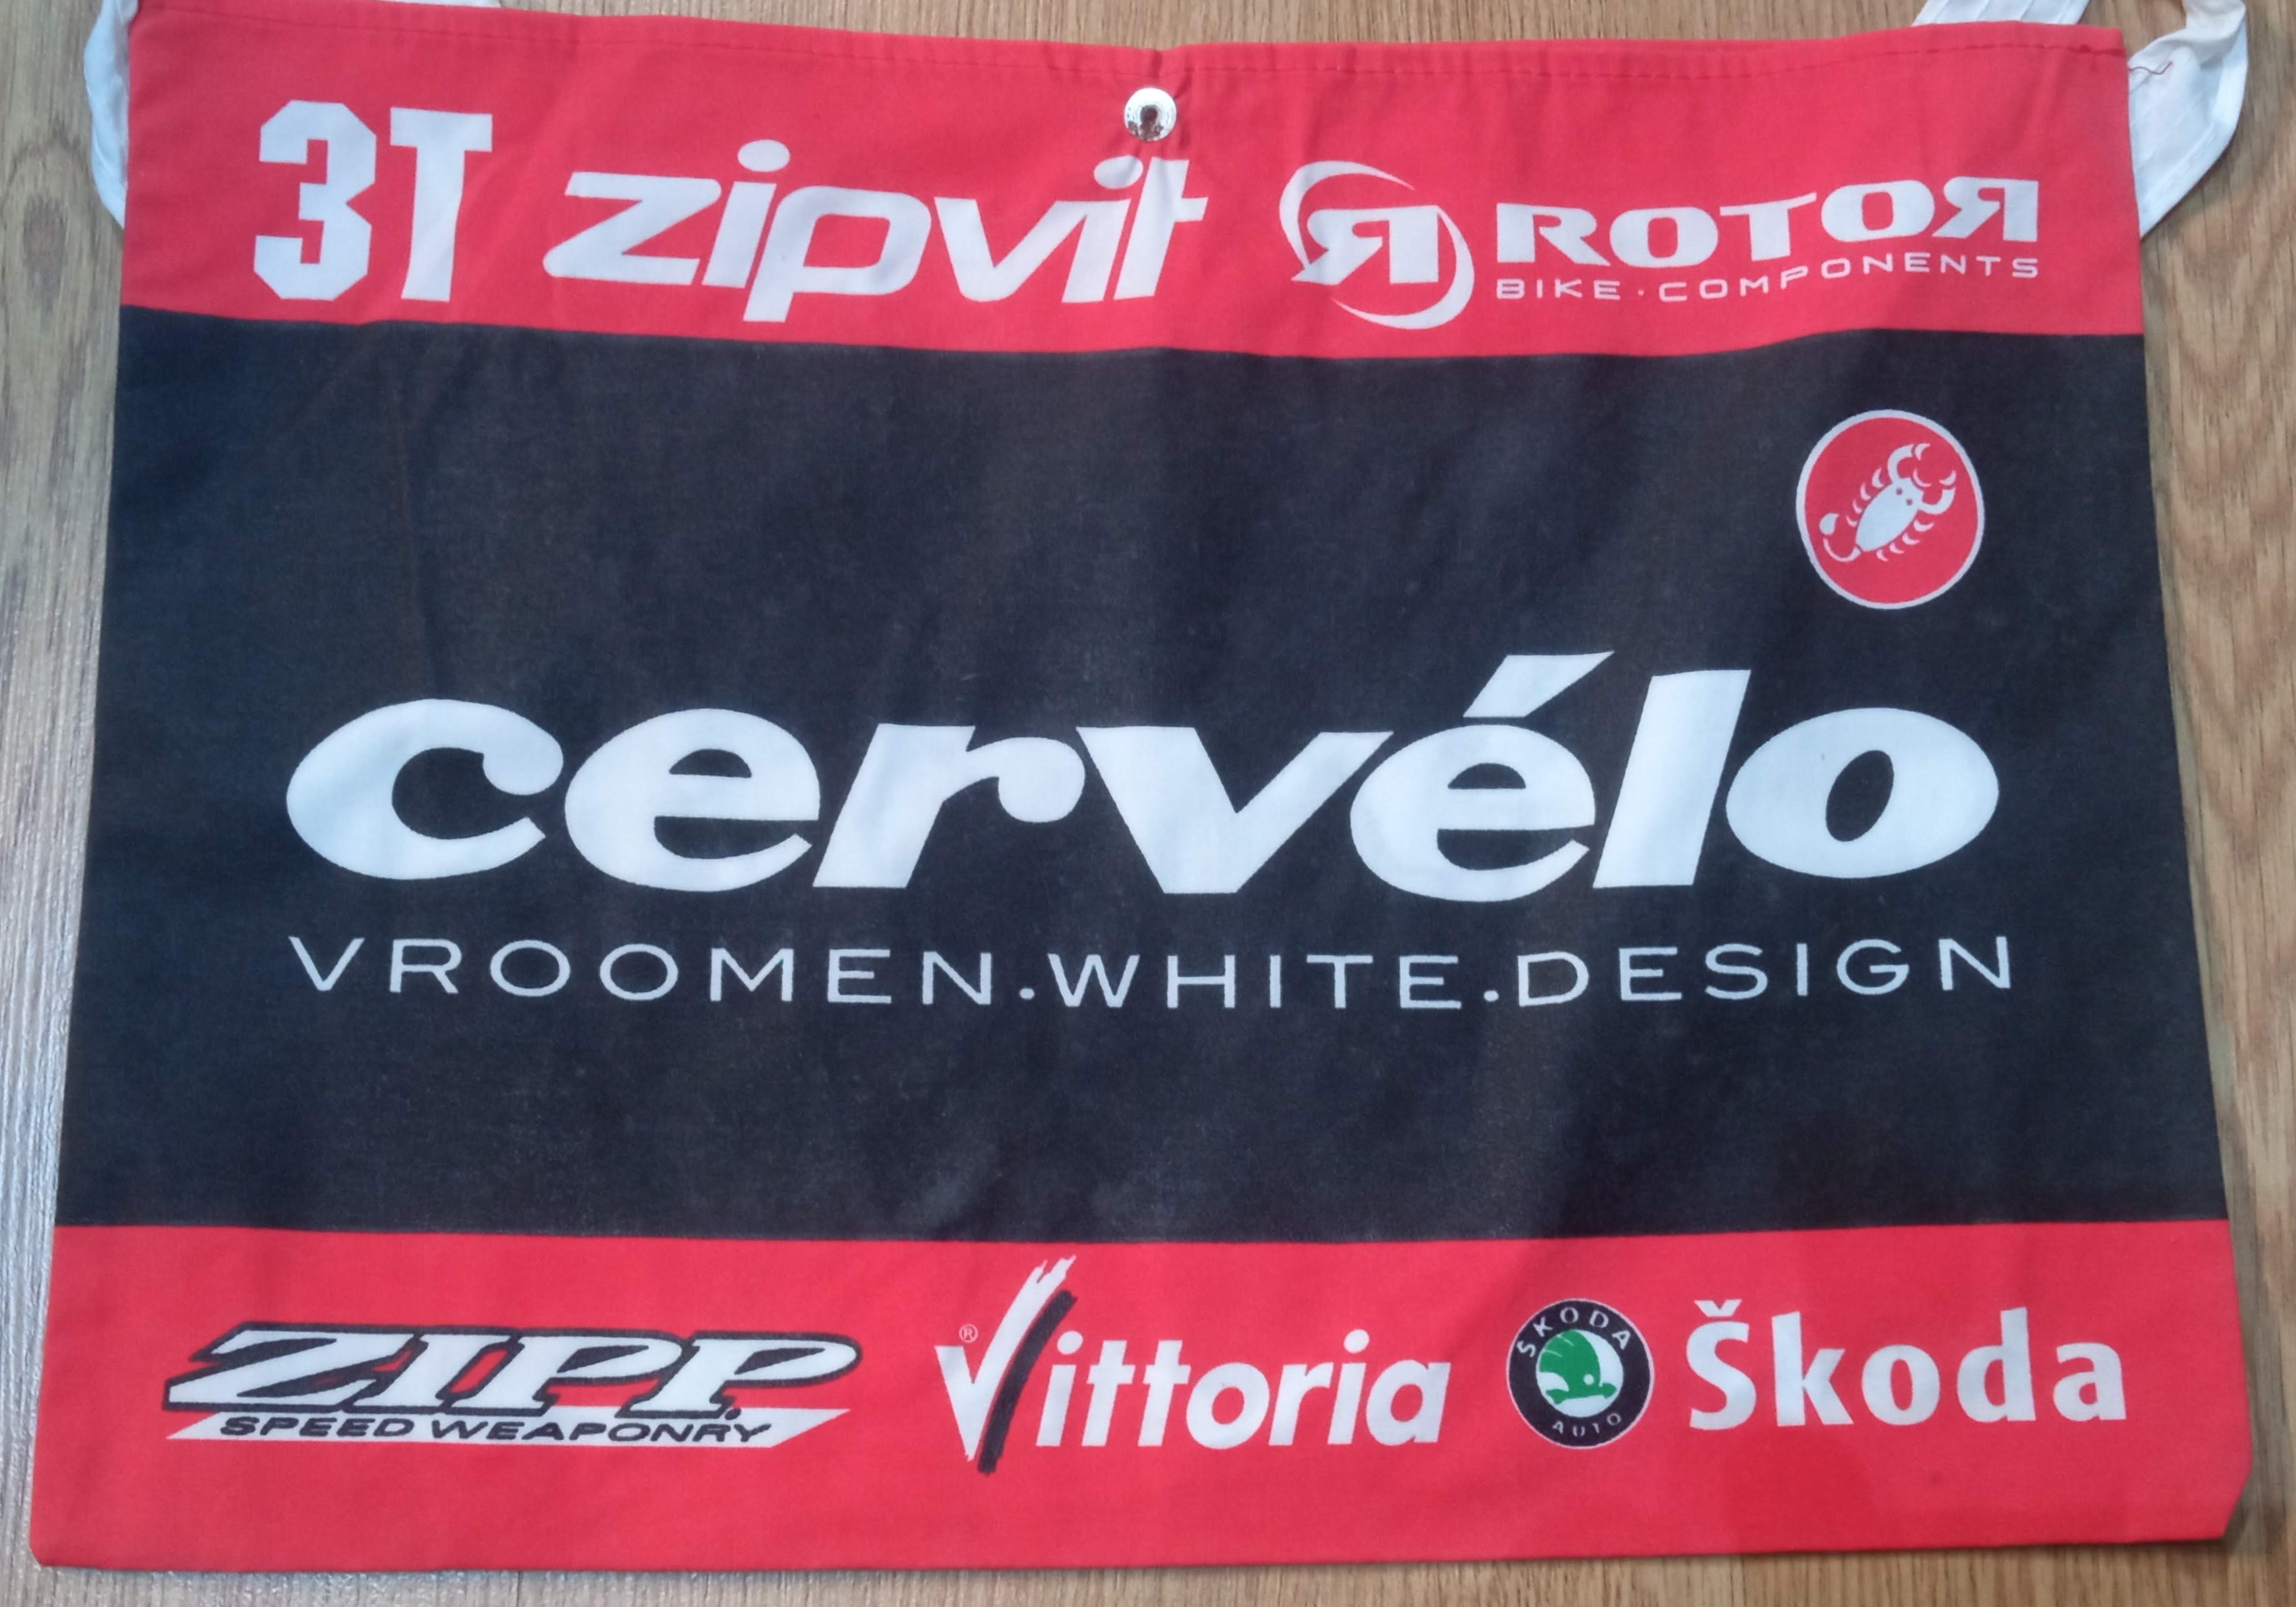 3T zipvit R ROTOR
BIKE·COMPONENTS
cervélo
VROOMEN.WHITE.DESIGN
ZIPP.
SPEED WEAPONRY
® Vittoria
ŠKODA
AUTO
Škoda